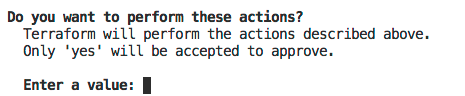 Do you want to perform these actions?
Terraform will perform the actions described above.
Only 'yes' will be accepted to approve.
Enter a value: